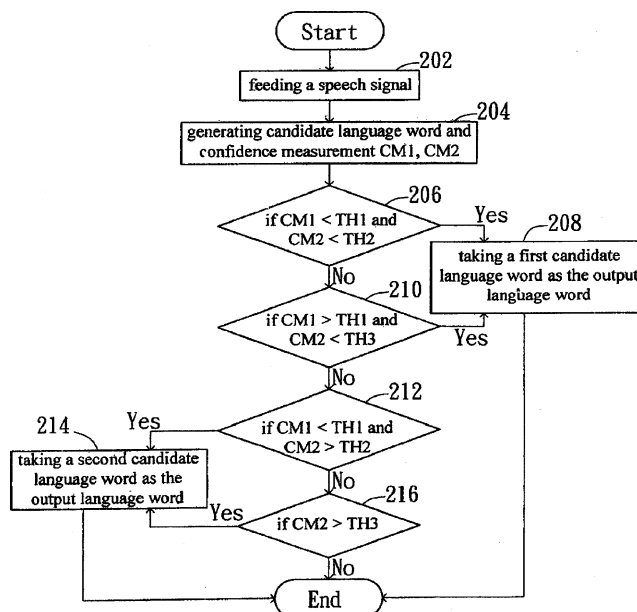 Start
202
feeding a speech signal
204
generating candidate language word and
confidence measurement CM1, CM2
206
if CM1 < TH1 and
CM2 < TH2
Yes
208
taking a first candidate
language word as the output
language word
No
210
if CM1 > TH1 and
CM2 < TH3
Yes
No
212
if CM1 < TH1 and
CM2 > TH2
Yes
214
taking a second candidate
language word as the
output language word
No
216
if CM2 > TH3
Yes
No
End